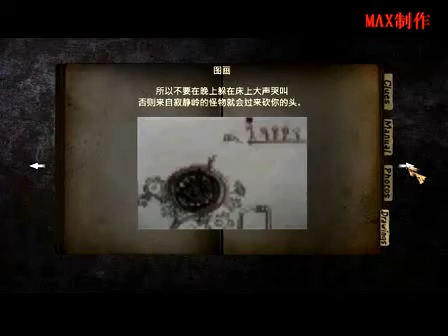 MAX制作
图画
所以不要在晚上躲在床上大声哭叫
否则来自寂静岭的怪物就会过来砍你的头。
Clues
Memos
Photos
Drawings